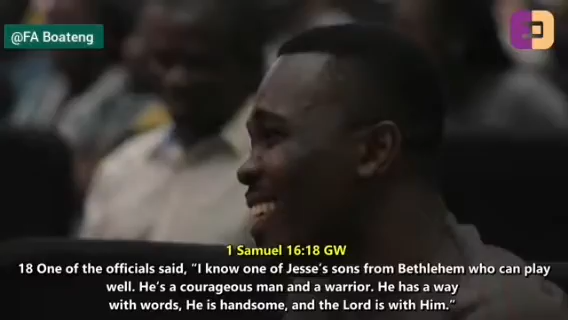 @FA Boateng
1 Samuel 16:18 GW
18 One of the officials said, “I know one of Jesse’s sons from Bethlehem who can play
well. He’s a courageous man and a warrior. He has a way
with words, He is handsome, and the Lord is with Him.”